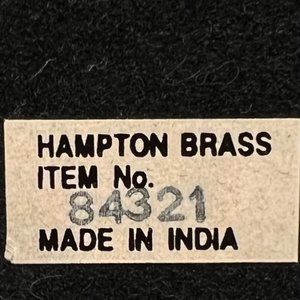 HAMPTON BRASS
ITEM No.
84321
MADE IN INDIA